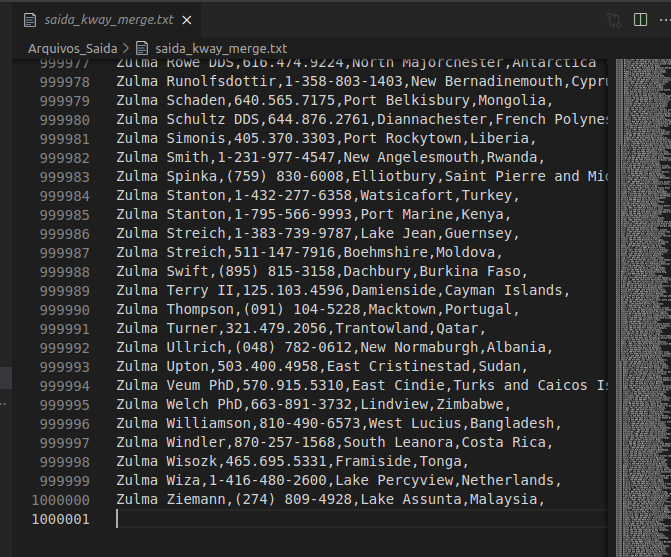 saida_kway_merge.txt ×
Arquivos_Saida > saida_kway_merge.txt
999977 Zulma Rowe DDS,616.474.9224,North Majorchester,Antarctica
999978 Zulma Runolfsdottir,1-358-803-1403,New Bernadinemouth,Cypru
999979 Zulma Schaden,640.565.7175,Port Belkisbury,Mongolia,
999980 Zulma Schultz DDS,644.876.2761,Diannachester,French Polynes
999981 Zulma Simonis,405.370.3303,Port Rockytown,Liberia,
999982 Zulma Smith,1-231-977-4547,New Angelesmouth,Rwanda,
999983 Zulma Spinka,(759) 830-6008,Elliotbury,Saint Pierre and Mic
999984 Zulma Stanton,1-432-277-6358,Watsicafort,Turkey,
999985 Zulma Stanton,1-795-566-9993,Port Marine,Kenya,
999986 Zulma Streich,1-383-739-9787,Lake Jean,Guernsey,
999987 Zulma Streich,511-147-7916,Boehmshire,Moldova,
999988 Zulma Swift,(895) 815-3158,Dachbury,Burkina Faso,
999989 Zulma Terry II,125.103.4596,Damienside,Cayman Islands,
999990 Zulma Thompson,(091) 104-5228,Macktown,Portugal,
999991 Zulma Turner,321.479.2056,Trantowland,Qatar,
999992 Zulma Ullrich,(048) 782-0612,New Normaburgh,Albania,
999993 Zulma Upton,503.400.4958,East Cristinestad,Sudan,
999994 Zulma Veum PhD,570.915.5310,East Cindie,Turks and Caicos Is
999995 Zulma Welch PhD,663-891-3732,Lindview,Zimbabwe,
999996 Zulma Williamson,810-490-6573,West Lucius,Bangladesh,
999997 Zulma Windler,870-257-1568,South Leanora,Costa Rica,
999998 Zulma Wisozk,465.695.5331,Framiside,Tonga,
999999 Zulma Wiza,1-416-480-2600,Lake Percyview,Netherlands,
1000000 Zulma Ziemann,(274) 809-4928,Lake Assunta,Malaysia,
1000001